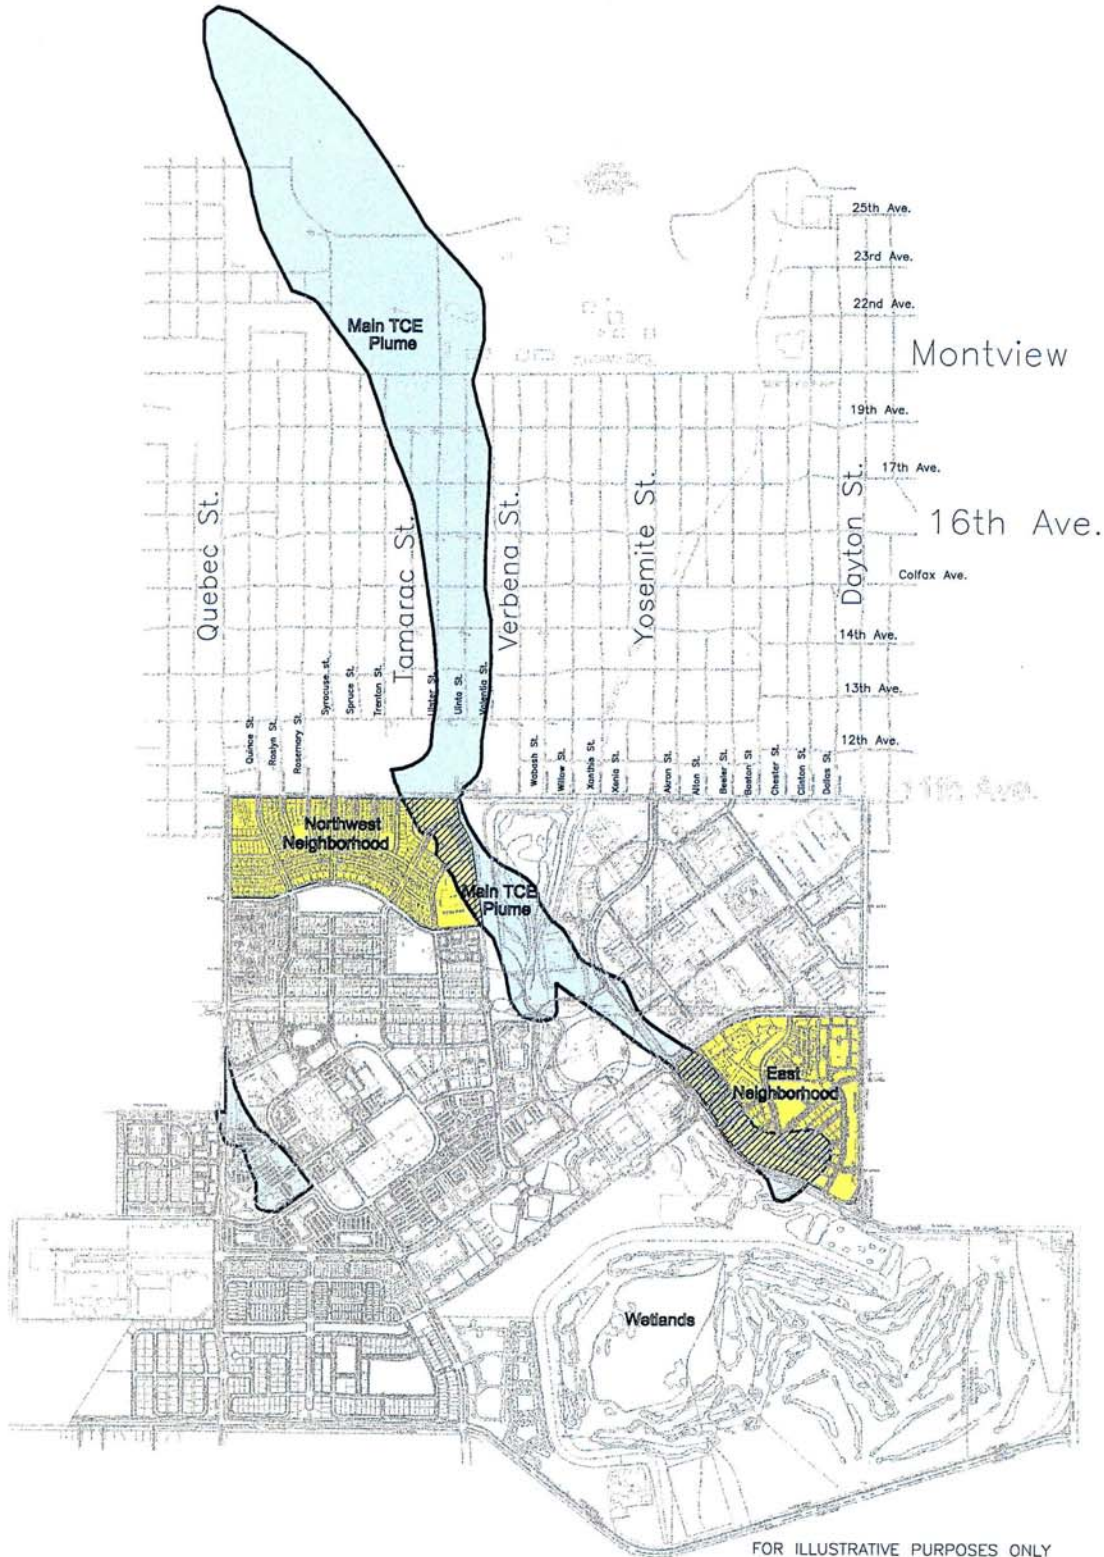 25th Ave.
23rd Ave.
22nd Ave.
Main TCE
Plume
Montview
19th Ave.
17th Ave.
16th Ave.
Colfax Ave.
Quebec St.
Tamarac St.
Verbena St.
Yosemite St.
Dayton St.
14th Ave.
13th Ave.
12th Ave.
11th Ave.
Quince St.
Roslyn St.
Rosemary St.
Syracuse st.
Spruce St.
Trenton St.
Ulster St.
Uinta St.
Valentia St.
Wabash St.
Willow St.
Xanthia St.
Xenia St.
Akron St.
Alton St.
Beeler St.
Boston St.
Chester St.
Clinton St.
Dallas St.
Northwest
Neighborhood
Main TCE
Plume
East
Neighborhood
Wetlands
FOR ILLUSTRATIVE PURPOSES ONLY